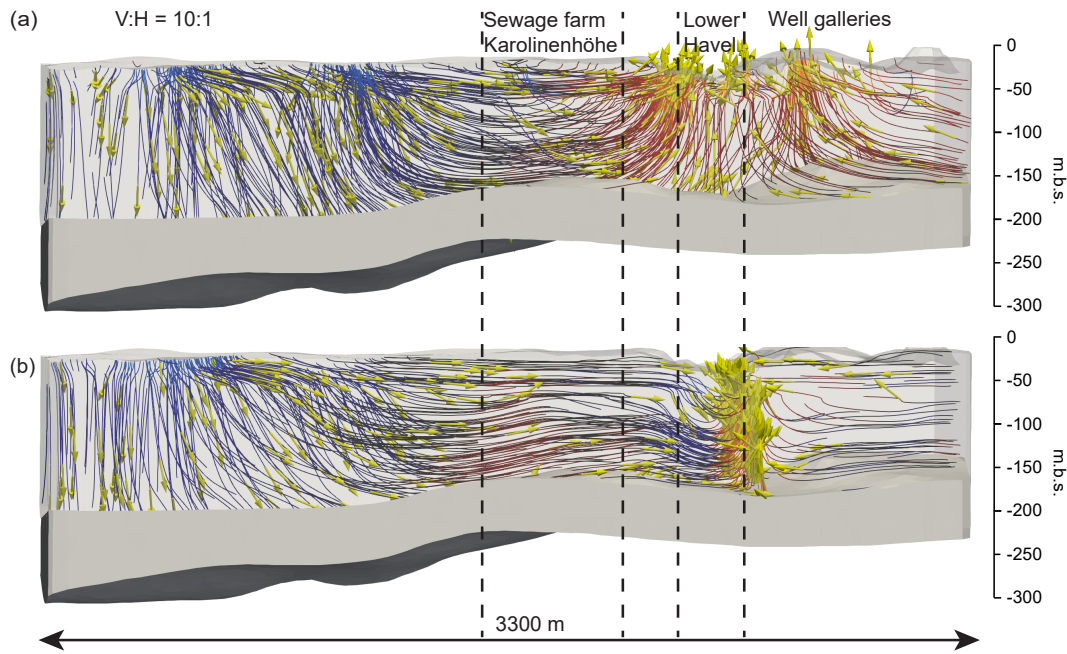 (a)
V:H = 10:1
Sewage farm
Karolinenhöhe
Lower
Havel
Well galleries
0
-50
-100
-150
-200
-250
-300
m.b.s.
(b)
0
-50
-100
-150
-200
-250
-300
m.b.s.
3300 m